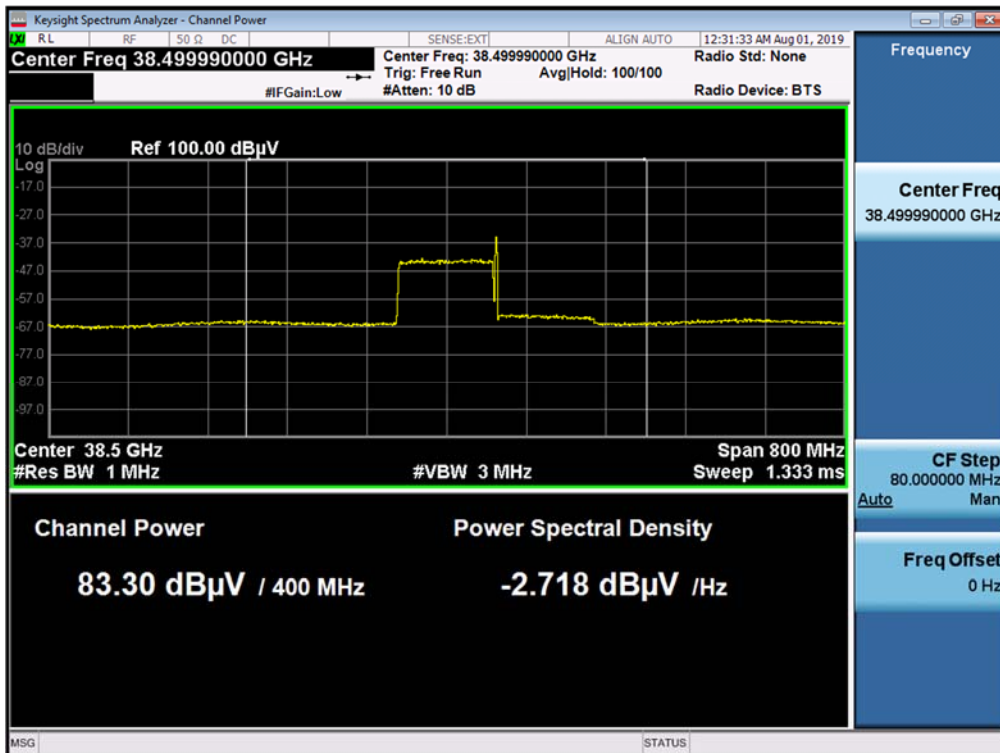 Keysight Spectrum Analyzer - Channel Power
LXI RL RF 50 Ω DC SENSE:EXT ALIGN AUTO 12:31:33 AM Aug 01, 2019
Center Freq 38.499990000 GHz
#IFGain:Low
Center Freq: 38.499990000 GHz
Trig: Free Run Avg|Hold: 100/100
#Atten: 10 dB
Radio Std: None
Radio Device: BTS
10 dB/div Ref 100.00 dBµV
Log
-17.0
-27.0
-37.0
-47.0
-57.0
-67.0
-77.0
-87.0
-97.0
Center 38.5 GHz Span 800 MHz
#Res BW 1 MHz #VBW 3 MHz Sweep 1.333 ms
Channel Power Power Spectral Density
83.30 dBµV / 400 MHz -2.718 dBµV /Hz
MSG STATUS
Frequency
Center Freq
38.499990000 GHz
CF Step
80.000000 MHz
Auto Man
Freq Offset
0 Hz